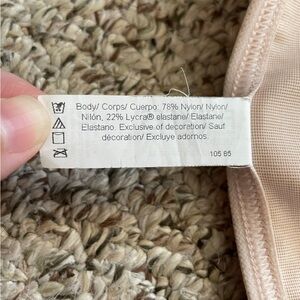 Body/ Corps/ Cuerpo: 78% Nylon/ Nylon/
Nilón, 22% Lycra® elastane/ Elastane/
Elastano. Exclusive of decoration/ Sauf
décoration/ Excluye adornos.
105 85